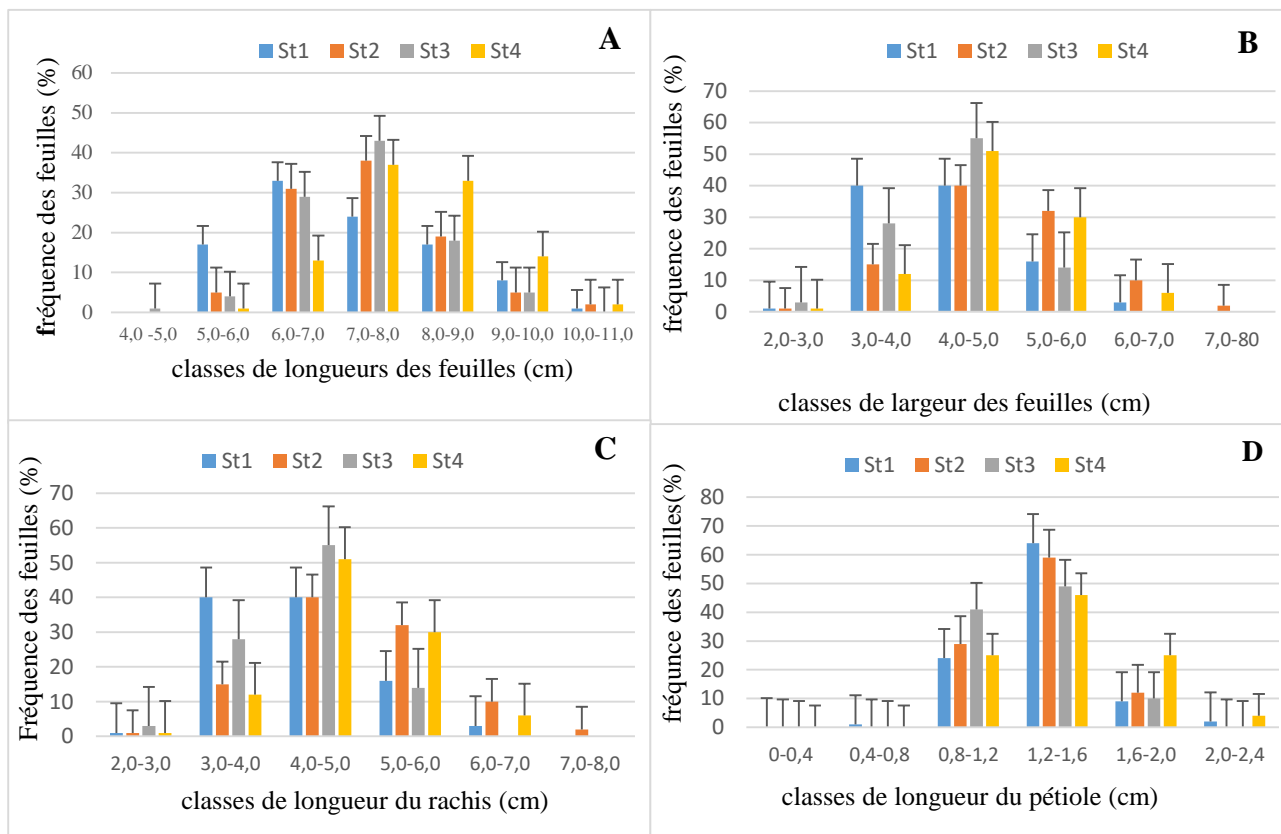 A
St1 St2 St3 St4
fréquence des feuilles (%)
60
50
40
30
20
10
0
4,0 -5,0 5,0-6,0 6,0-7,0 7,0-8,0 8,0-9,0 9,0-10,0 10,0-11,0
classes de longueurs des feuilles (cm)
B
St1 St2 St3 St4
fréquence des feuilles (%)
70
60
50
40
30
20
10
0
2,0-3,0 3,0-4,0 4,0-5,0 5,0-6,0 6,0-7,0 7,0-80
classes de largeur des feuilles (cm)
C
St1 St2 St3 St4
Fréquence des feuilles (%)
70
60
50
40
30
20
10
0
2,0-3,0 3,0-4,0 4,0-5,0 5,0-6,0 6,0-7,0 7,0-8,0
classes de longueur du rachis (cm)
D
St1 St2 St3 St4
fréqunce des feuilles(%)
80
70
60
50
40
30
20
10
0
0-0,4 0,4-0,8 0,8-1,2 1,2-1,6 1,6-2,0 2,0-2,4
classes de longueur du pétiole (cm)